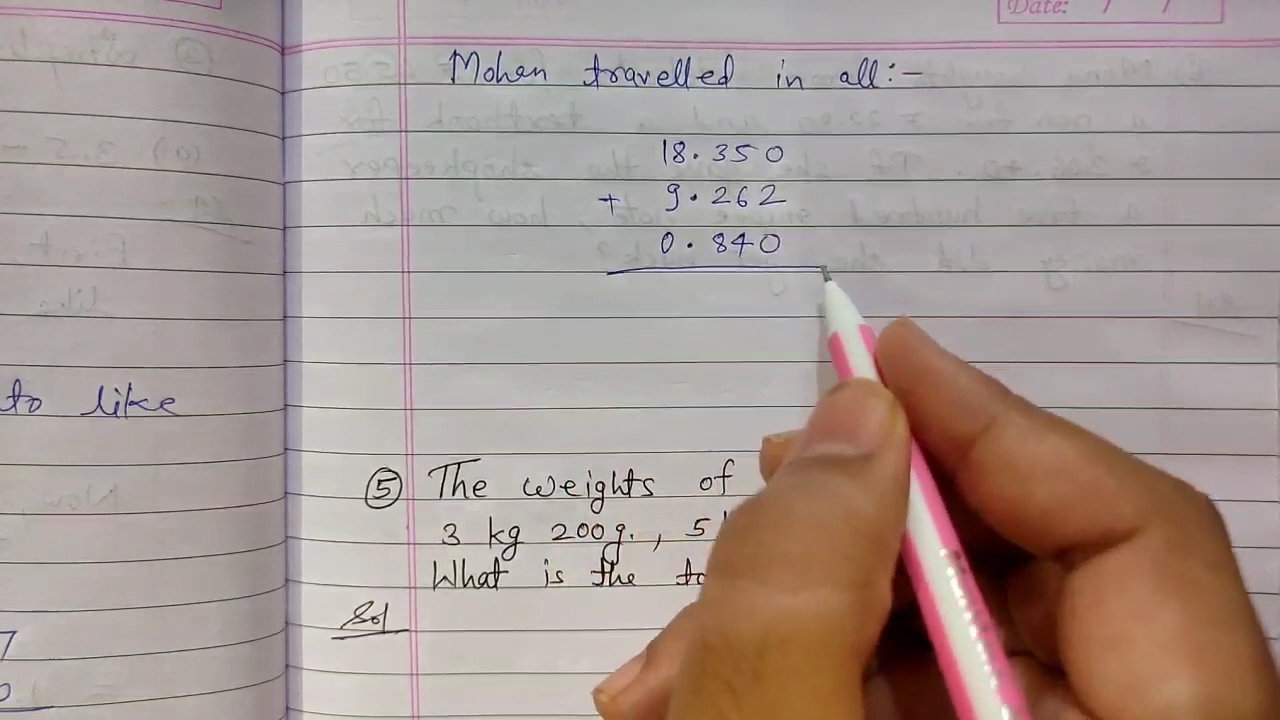 Date: / /
Mohan travelled in all:-
18.350
+ 9.262
0.840
to like
⑤ The weights of
3 kg 200g., 5
What is the
Sol